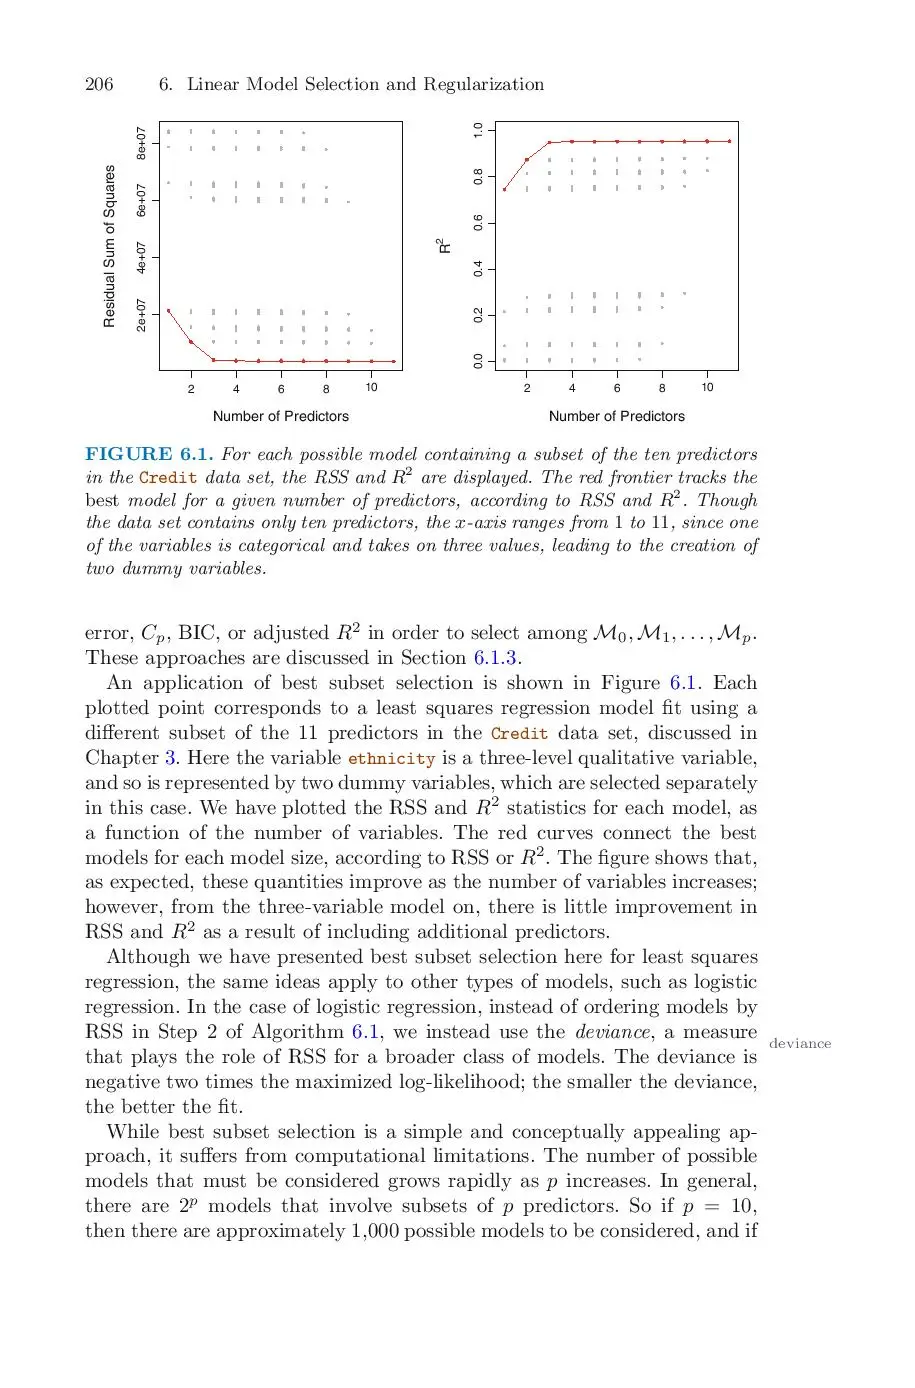 206 6. Linear Model Selection and Regularization
Residual Sum of Squares
2e+07 4e+07 6e+07 8e+07
2 4 6 8 10
Number of Predictors
R²
0.0 0.2 0.4 0.6 0.8 1.0
2 4 6 8 10
Number of Predictors
FIGURE 6.1. For each possible model containing a subset of the ten predictors
in the Credit data set, the RSS and R² are displayed. The red frontier tracks the
best model for a given number of predictors, according to RSS and R². Though
the data set contains only ten predictors, the x-axis ranges from 1 to 11, since one
of the variables is categorical and takes on three values, leading to the creation of
two dummy variables.
error, Cₚ, BIC, or adjusted R² in order to select among M₀, M₁, . . . , Mₚ.
These approaches are discussed in Section 6.1.3.
An application of best subset selection is shown in Figure 6.1. Each
plotted point corresponds to a least squares regression model fit using a
different subset of the 11 predictors in the Credit data set, discussed in
Chapter 3. Here the variable ethnicity is a three-level qualitative variable,
and so is represented by two dummy variables, which are selected separately
in this case. We have plotted the RSS and R² statistics for each model, as
a function of the number of variables. The red curves connect the best
models for each model size, according to RSS or R². The figure shows that,
as expected, these quantities improve as the number of variables increases;
however, from the three-variable model on, there is little improvement in
RSS and R² as a result of including additional predictors.
Although we have presented best subset selection here for least squares
regression, the same ideas apply to other types of models, such as logistic
regression. In the case of logistic regression, instead of ordering models by
RSS in Step 2 of Algorithm 6.1, we instead use the deviance, a measure
deviance
that plays the role of RSS for a broader class of models. The deviance is
negative two times the maximized log-likelihood; the smaller the deviance,
the better the fit.
While best subset selection is a simple and conceptually appealing ap-
proach, it suffers from computational limitations. The number of possible
models that must be considered grows rapidly as p increases. In general,
there are 2ᵖ models that involve subsets of p predictors. So if p = 10,
then there are approximately 1,000 possible models to be considered, and if